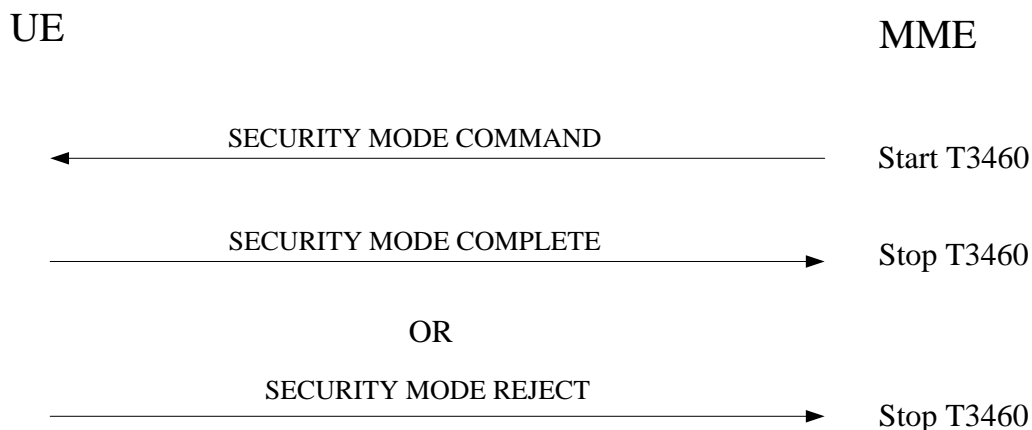 UE
MME
SECURITY MODE COMMAND
Start T3460
SECURITY MODE COMPLETE
Stop T3460
OR
SECURITY MODE REJECT
Stop T3460